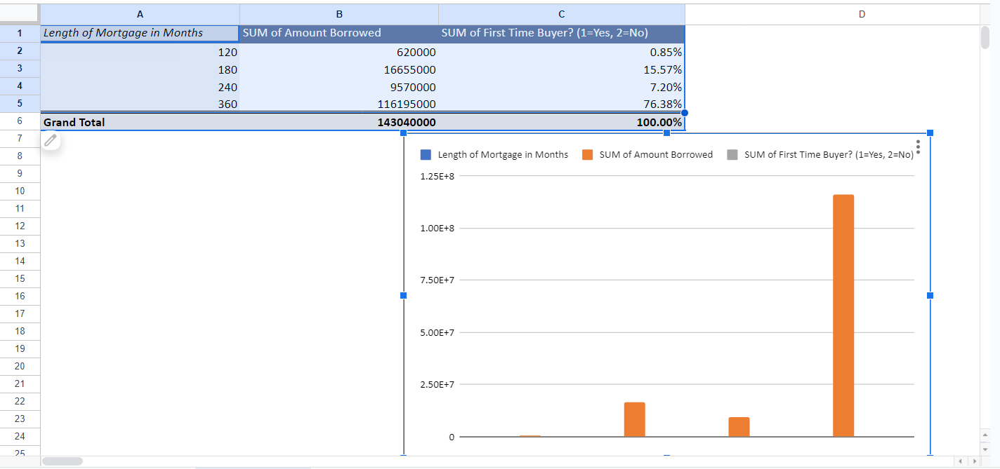 A B C D
1 Length of Mortgage in Months SUM of Amount Borrowed SUM of First Time Buyer? (1=Yes, 2=No)
2 120 620000 0.85%
3 180 16655000 15.57%
4 240 9570000 7.20%
5 360 116195000 76.38%
6 Grand Total 143040000 100.00%
7
8 Length of Mortgage in Months SUM of Amount Borrowed SUM of First Time Buyer? (1=Yes, 2=No)
9 1.25E+8
10
11
12 1.00E+8
13
14
15 7.50E+7
16
17
18 5.00E+7
19
20
21 2.50E+7
22
23
24 0
25